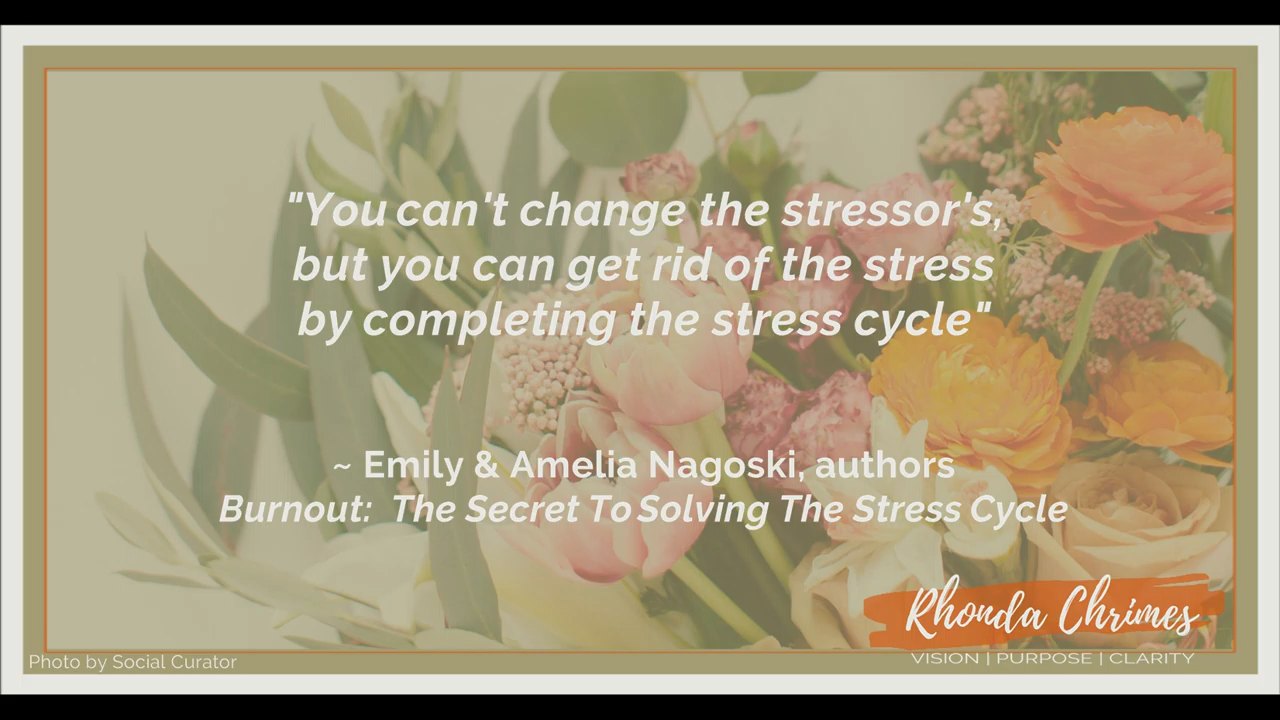 "You can't change the stressor's,
but you can get rid of the stress
by completing the stress cycle"
~ Emily & Amelia Nagoski, authors
Burnout: The Secret To Solving The Stress Cycle
Rhonda Chrimes
VISION | PURPOSE | CLARITY
Photo by Social Curator